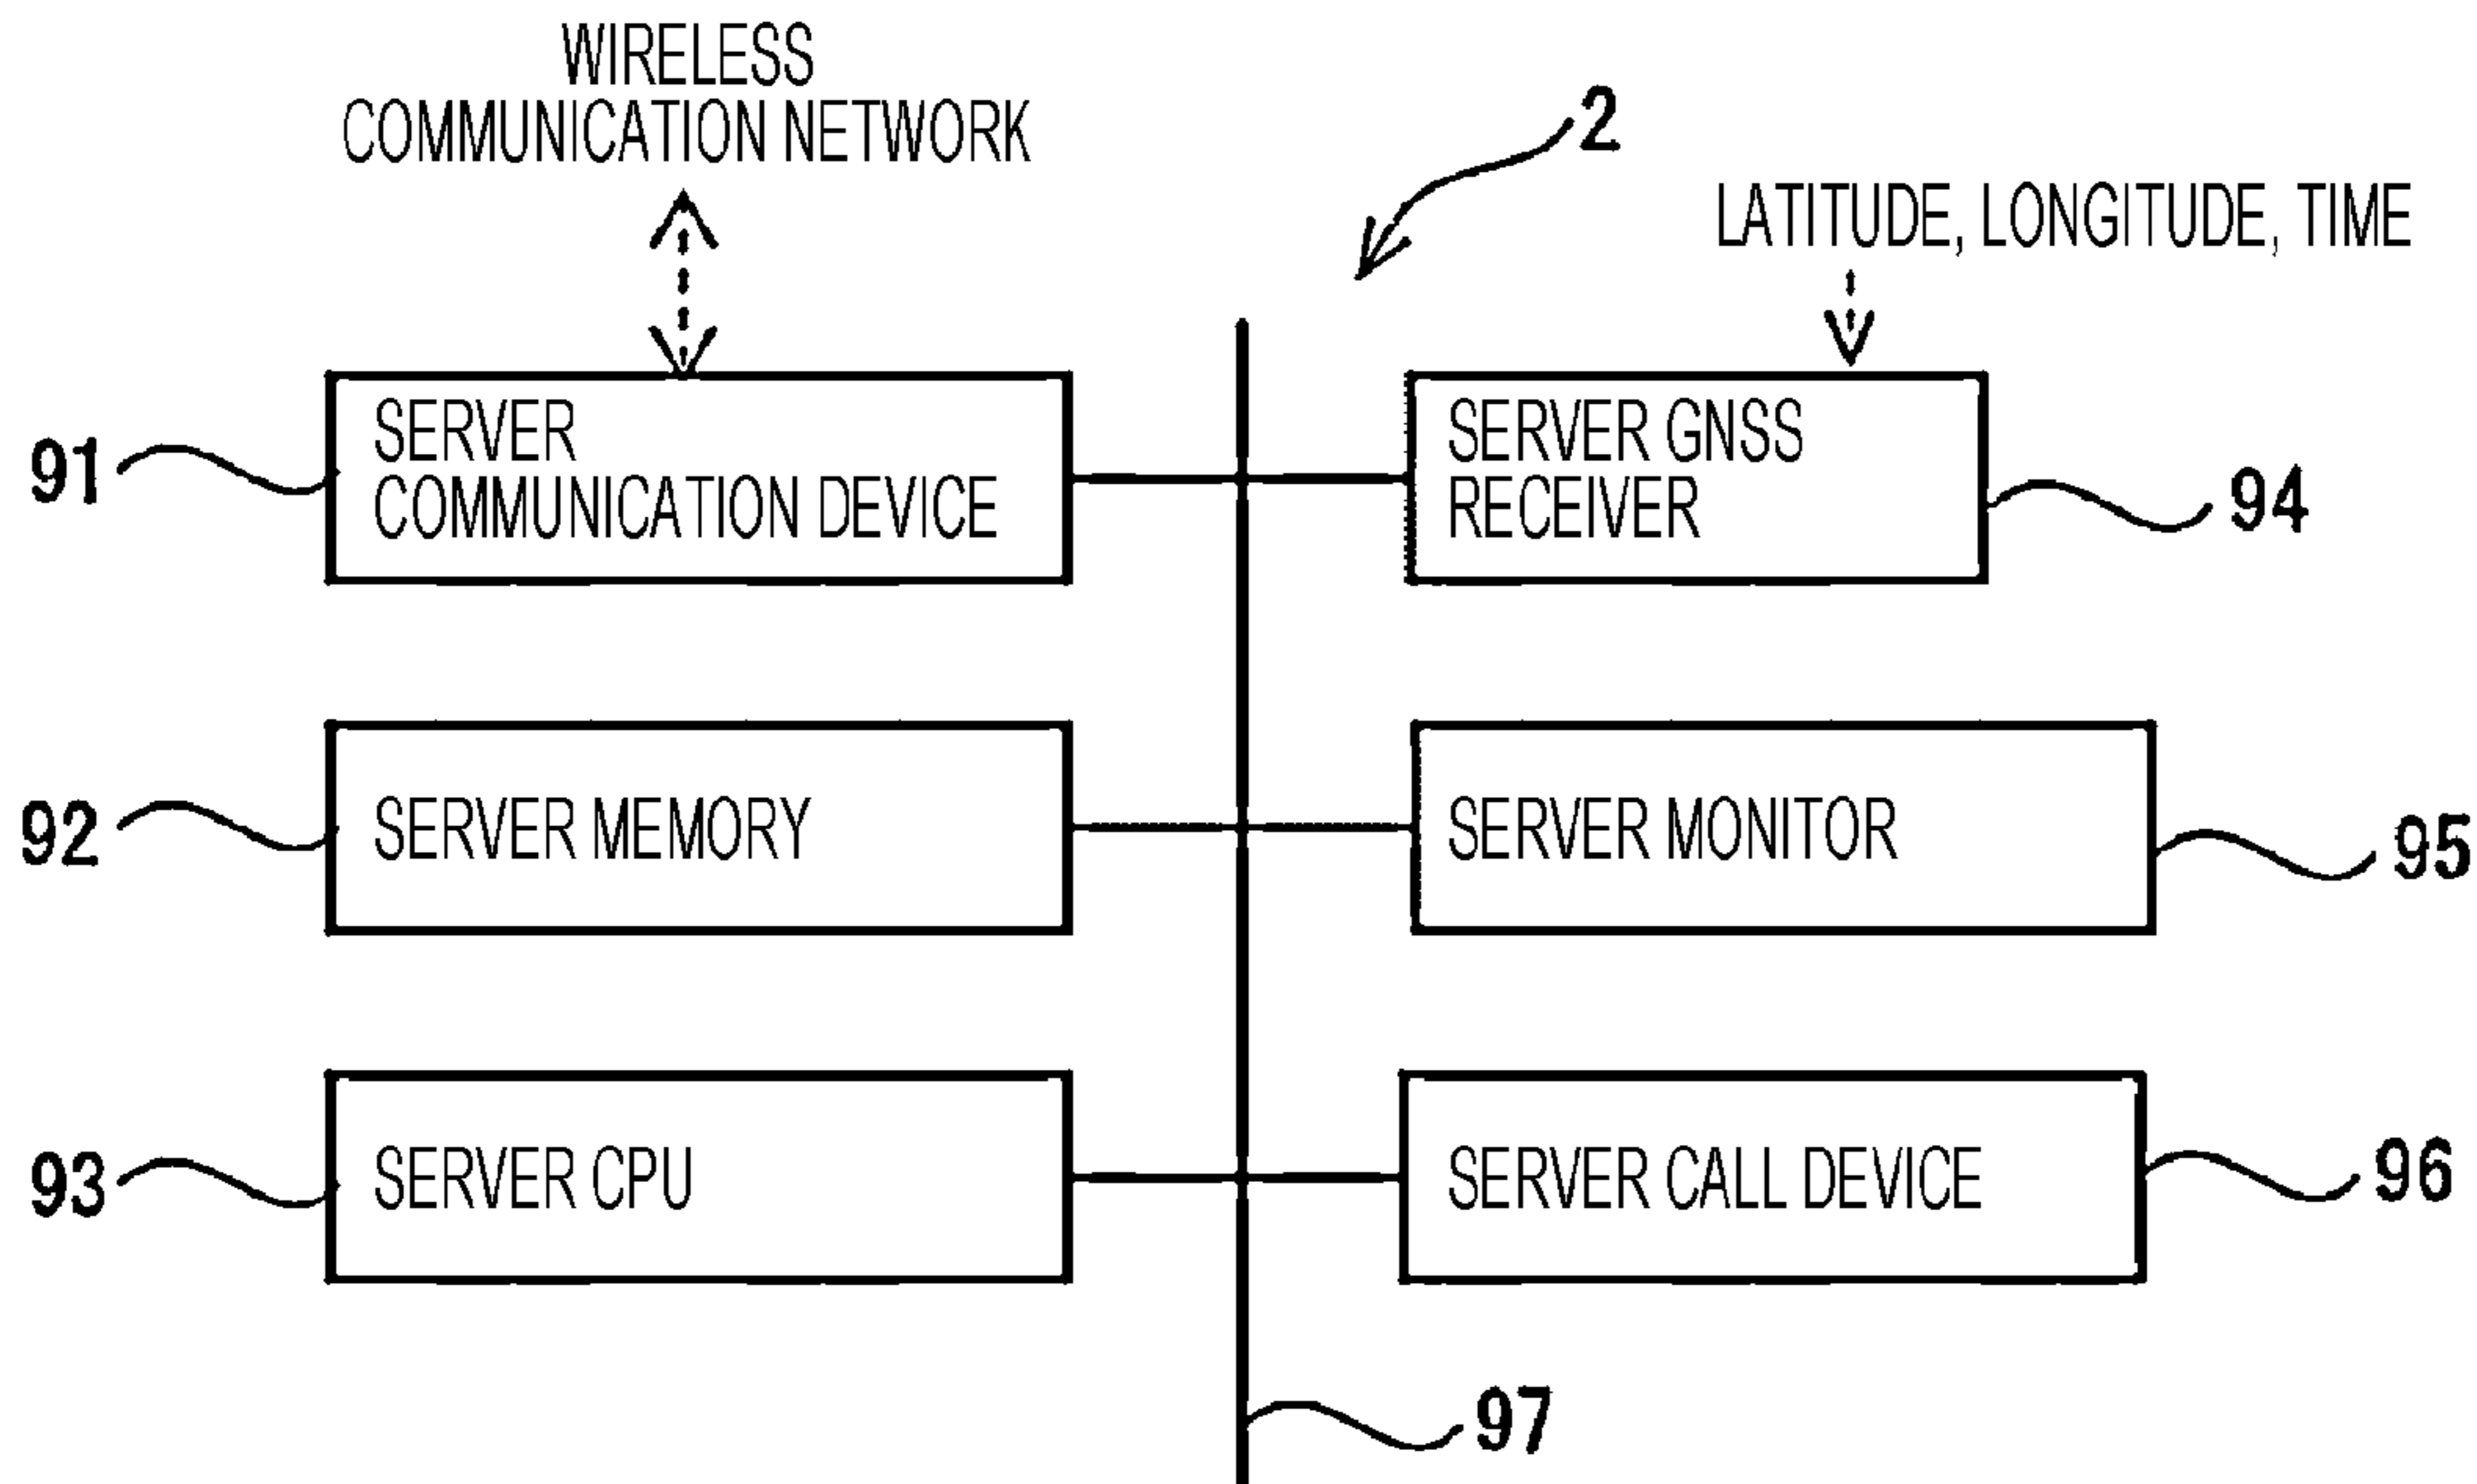 WIRELESS
COMMUNICATION NETWORK
2
LATITUDE, LONGITUDE, TIME
91
SERVER
COMMUNICATION DEVICE
SERVER GNSS
RECEIVER
94
92
SERVER MEMORY
SERVER MONITOR
95
93
SERVER CPU
SERVER CALL DEVICE
96
97